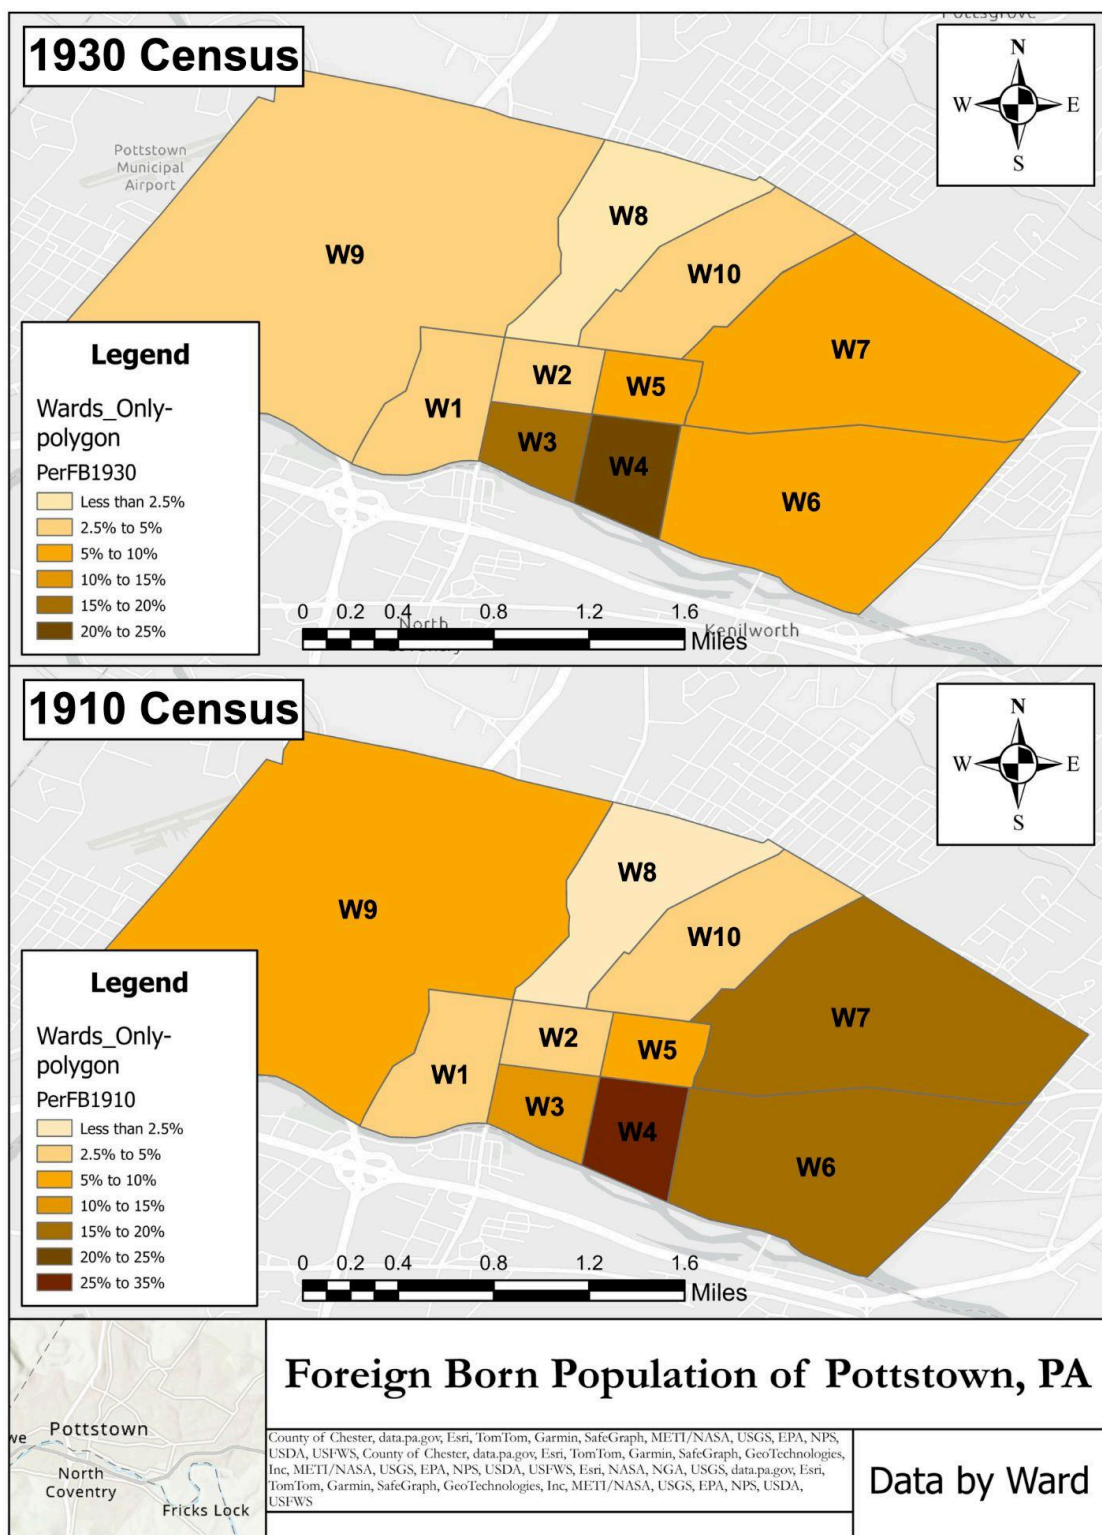 Pottsgrove
1930 Census
N
W
E
S
Pottstown
Municipal
Airport
W8
W9
W10
W7
Legend
W2
W5
W1
Wards_Only-
polygon
W3
W4
W6
PerFB1930
Less than 2.5%
2.5% to 5%
5% to 10%
10% to 15%
15% to 20%
20% to 25%
0 0.2 0.4 0.8 1.2 1.6
North
Kenilworth
Miles
1910 Census
N
W
E
S
W8
W9
W10
Legend
W7
W2
W5
Wards_Only-
polygon
W1
W3
W4
W6
PerFB1910
Less than 2.5%
2.5% to 5%
5% to 10%
10% to 15%
15% to 20%
20% to 25%
25% to 35%
0 0.2 0.4 0.8 1.2 1.6
Miles
Pottstown
we
North
Coventry
Fricks Lock
Foreign Born Population of Pottstown, PA
County of Chester, data.pa.gov, Esri, TomTom, Garmin, SafeGraph, METI/NASA, USGS, EPA, NPS,
USDA, USFWS, County of Chester, data.pa.gov, Esri, TomTom, Garmin, SafeGraph, GeoTechnologies,
Inc, METI/NASA, USGS, EPA, NPS, USDA, USFWS, Esri, NASA, NGA, USGS, data.pa.gov, Esri,
TomTom, Garmin, SafeGraph, GeoTechnologies, Inc, METI/NASA, USGS, EPA, NPS, USDA,
USFWS
Data by Ward